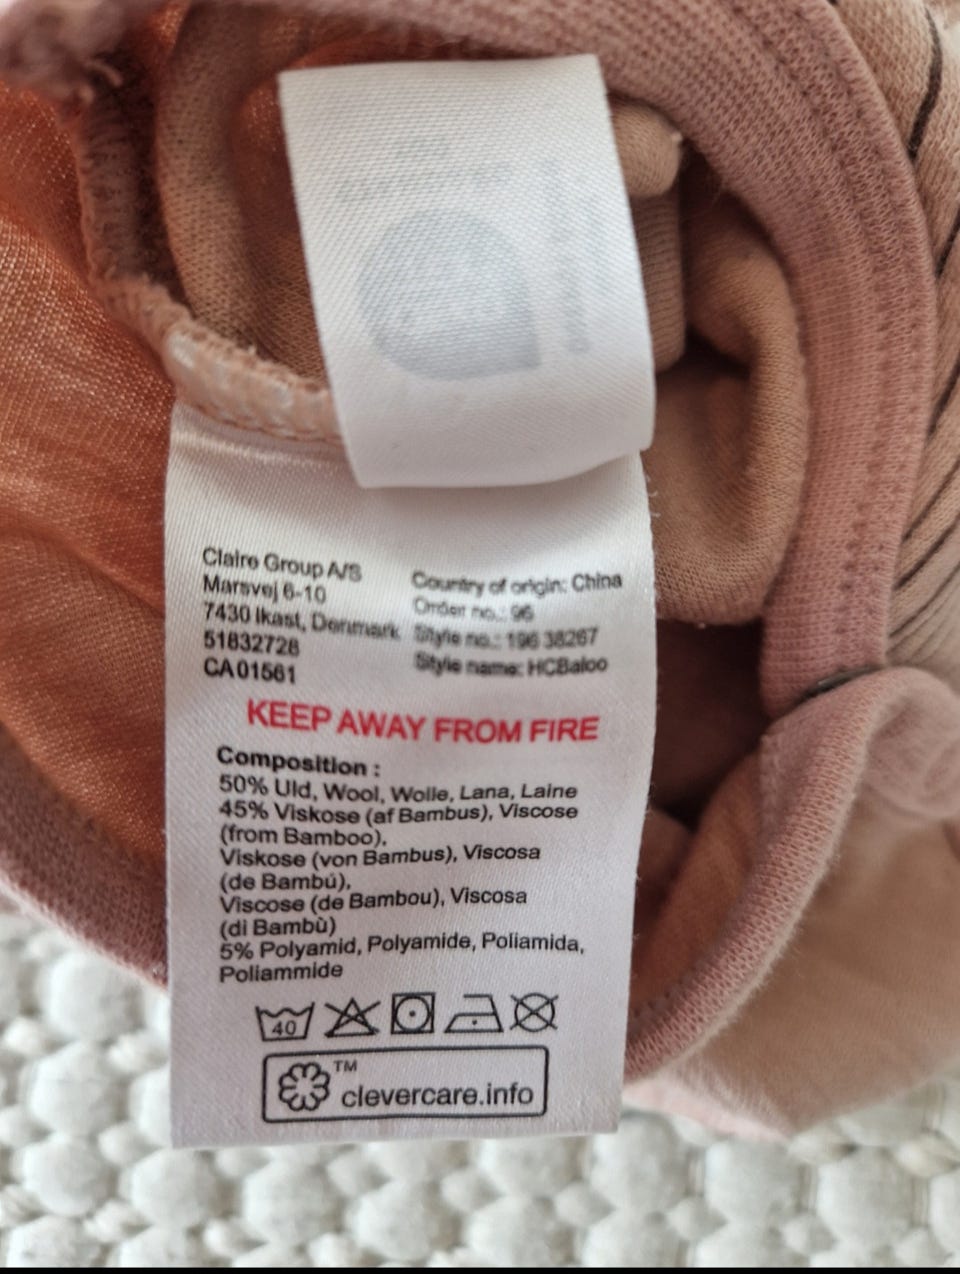 Claire Group A/S
Marsvej 6-10
7430 Ikast, Denmark
51832728
CA01561
Country of origin: China
Order no.: 96
Style no.: 196 38267
Style name: HCBaloo
KEEP AWAY FROM FIRE
Composition :
50% Uld, Wool, Wolle, Lana, Laine
45% Viskose (af Bambus), Viscose
(from Bamboo),
Viskose (von Bambus), Viscosa
(de Bambú),
Viscose (de Bambou), Viscosa
(di Bambù)
5% Polyamid, Polyamide, Poliamida,
Poliammide
40
TM
clevercare.info